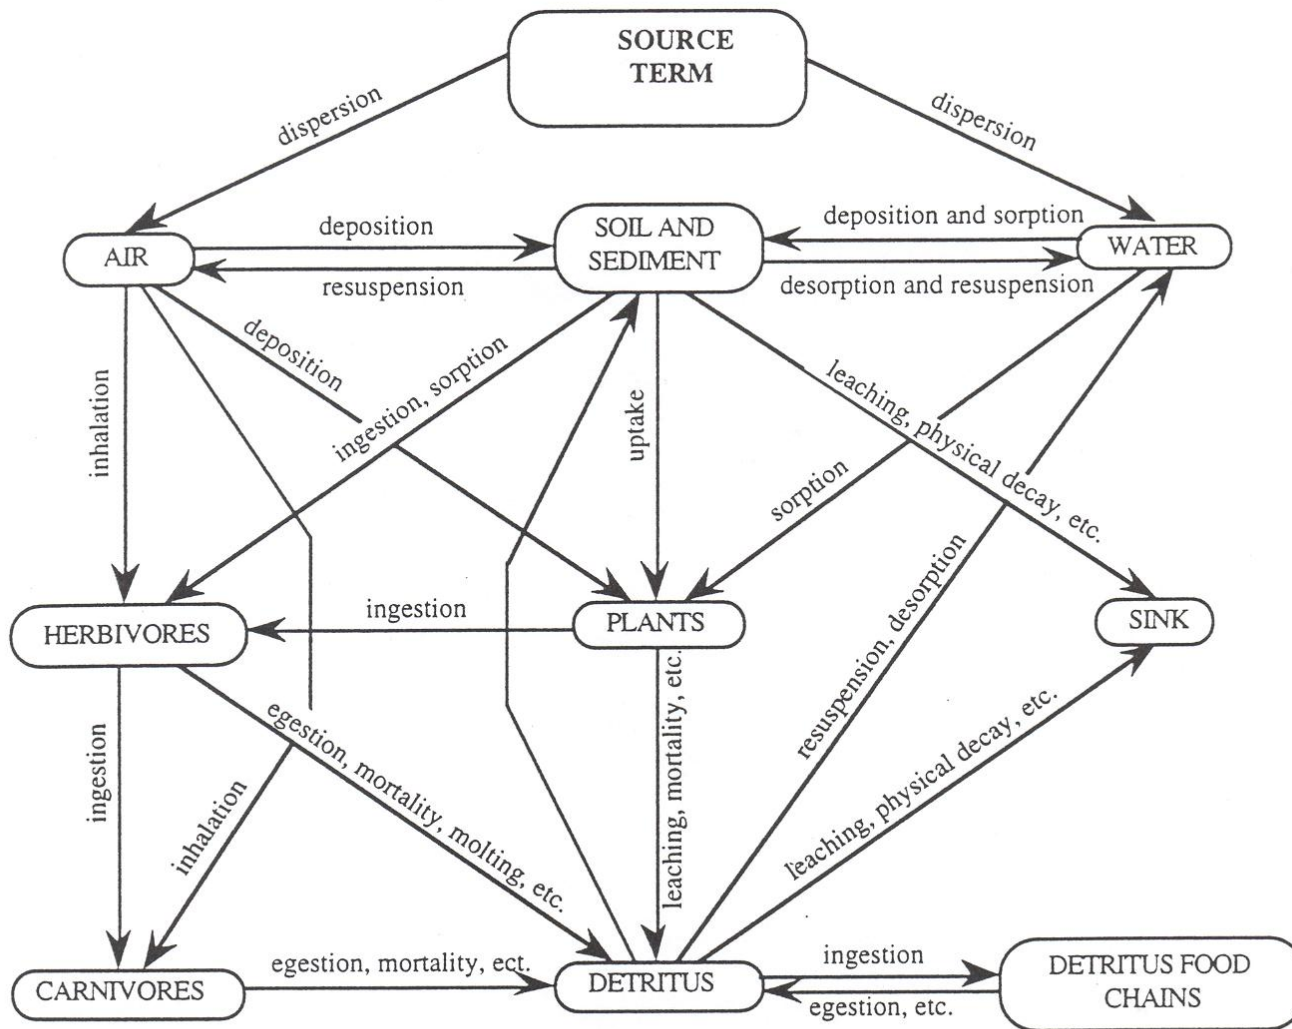 SOURCE
TERM
dispersion
dispersion
AIR
deposition
resuspension
SOIL AND
SEDIMENT
deposition and sorption
desorption and resuspension
WATER
inhalation
deposition
ingestion, sorption
uptake
sorption
leaching, physical decay, etc.
HERBIVORES
ingestion
PLANTS
SINK
ingestion
inhalation
egestion, mortality, molting, etc.
leaching, mortality, etc.
resuspension, desorption
leaching, physical decay, etc.
CARNIVORES
egestion, mortality, ect.
DETRITUS
ingestion
egestion, etc.
DETRITUS FOOD
CHAINS